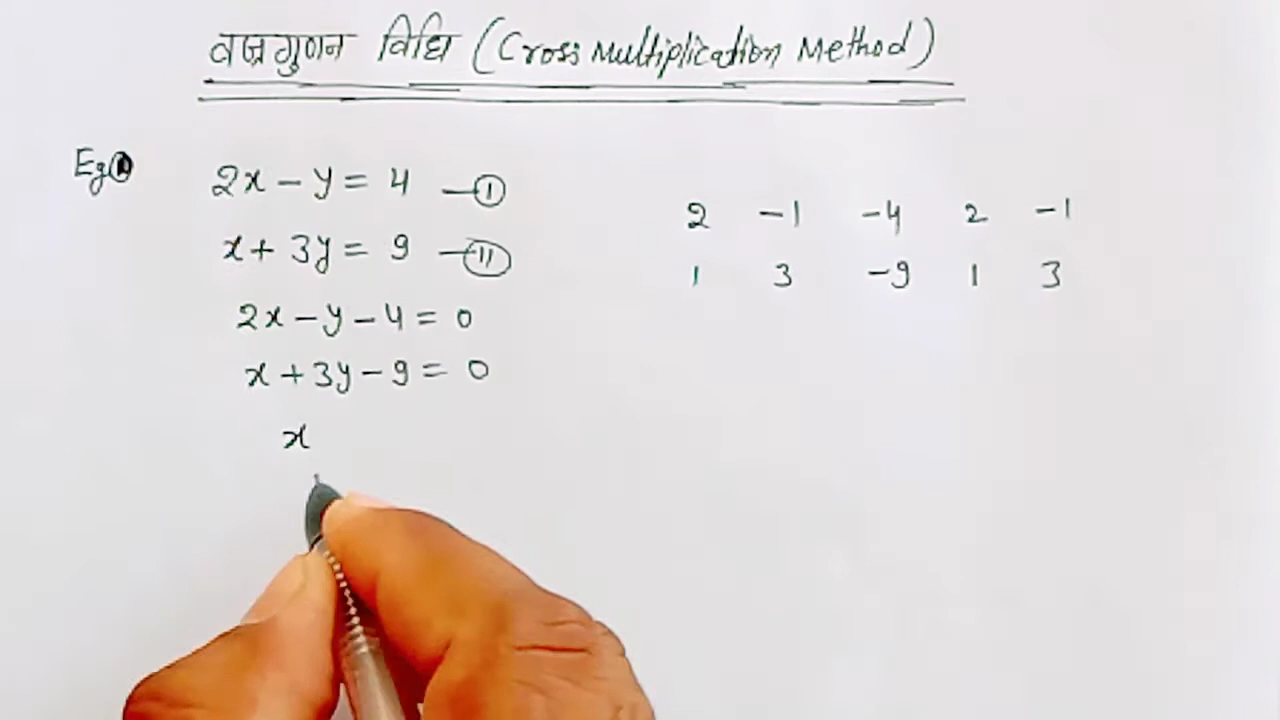 वज्रगुणन विधि (Cross Multiplication Method)
Eg①
2x - y = 4 —①
x + 3y = 9 —⑪
2x - y - 4 = 0
x + 3y - 9 = 0
x
2 -1 -4 2 -1
1 3 -9 1 3